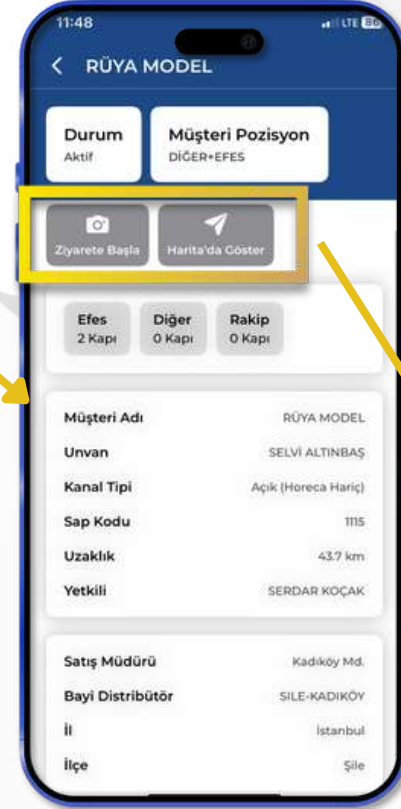 11:48 LTE 86
RÜYA MODEL
Durum Müşteri Pozisyon
Aktif DİĞER+EFES
Ziyarete Başla Harita'da Göster
Efes Diğer Rakip
2 Kapı 0 Kapı 0 Kapı
Müşteri Adı RÜYA MODEL
Unvan SELVİ ALTINBAŞ
Kanal Tipi Açık (Horeca Hariç)
Sap Kodu 1115
Uzaklık 43.7 km
Yetkili SERDAR KOÇAK
Satış Müdürü Kadıköy Md.
Bayi Distribütör SILE-KADIKÖY
İl İstanbul
İlçe Şile